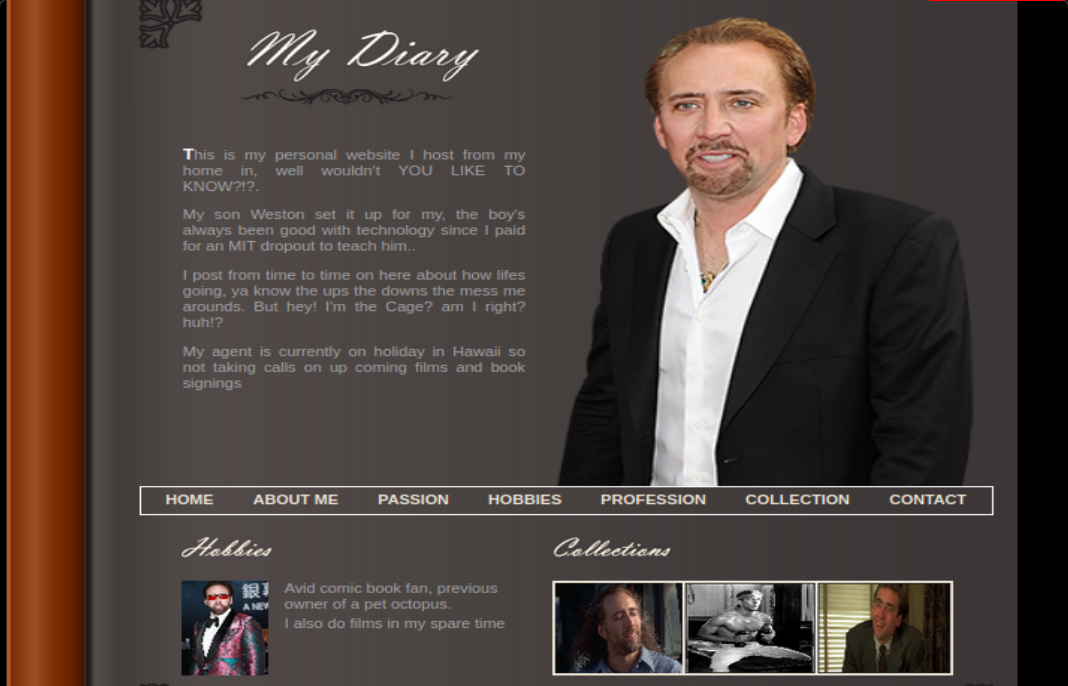 My Diary
This is my personal website I host from my
home in, well wouldn't YOU LIKE TO
KNOW?!?.
My son Weston set it up for my, the boy's
always been good with technology since I paid
for an MIT dropout to teach him..
I post from time to time on here about how lifes
going, ya know the ups the downs the mess me
arounds. But hey! I'm the Cage? am I right?
huh!?
My agent is currently on holiday in Hawaii so
not taking calls on up coming films and book
signings
HOME ABOUT ME PASSION HOBBIES PROFESSION COLLECTION CONTACT
Hobbies
Avid comic book fan, previous
owner of a pet octopus.
I also do films in my spare time
Collections